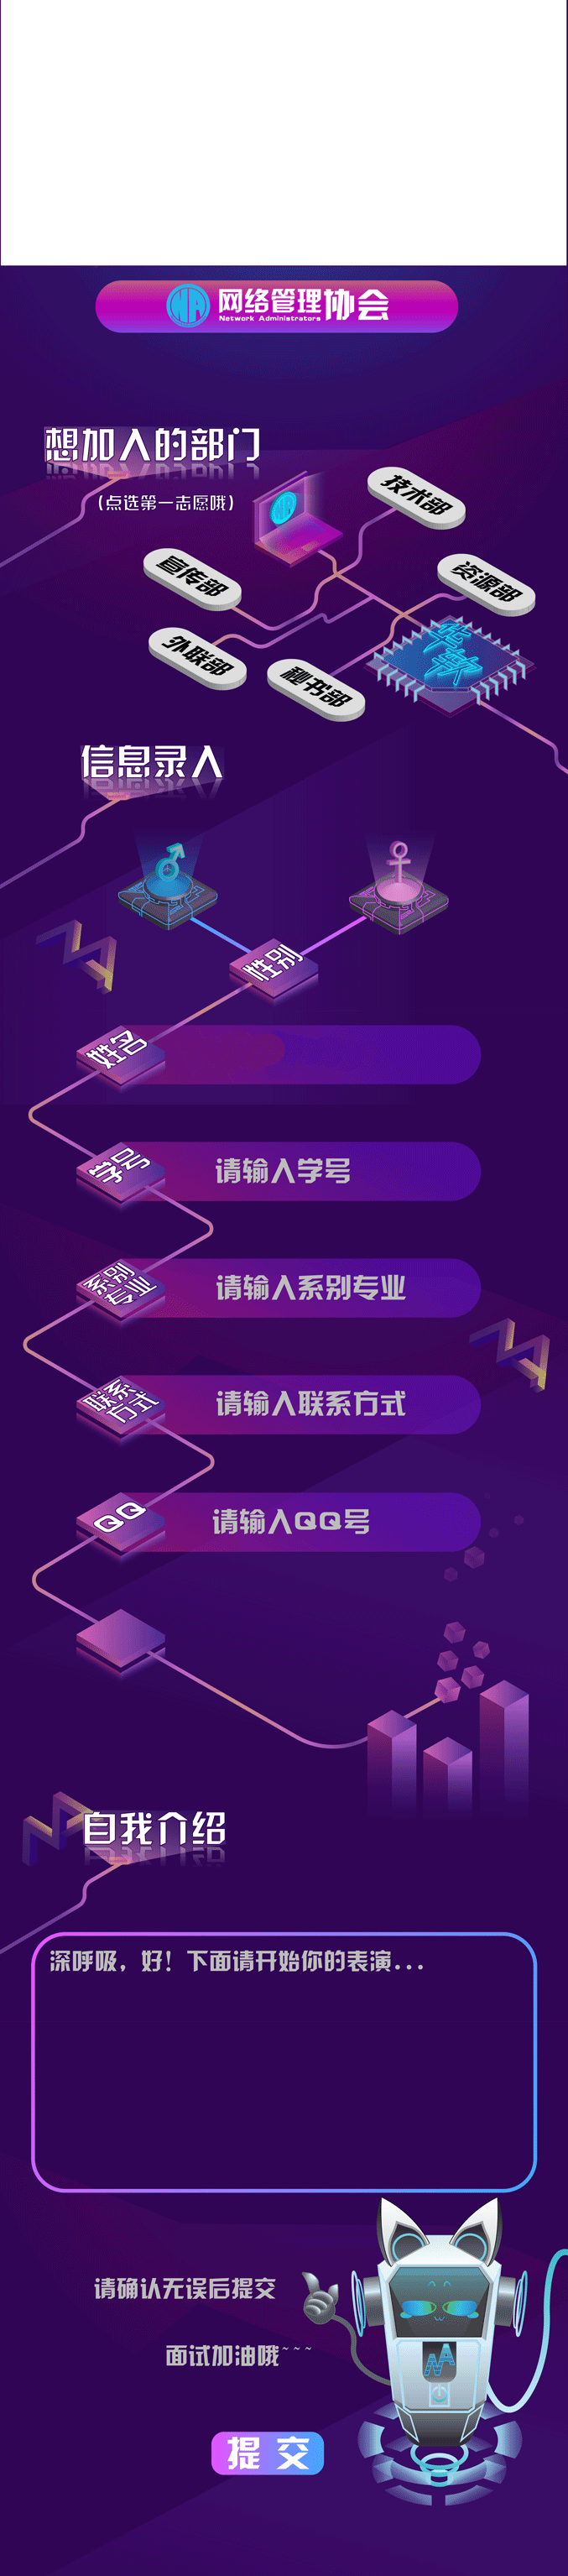 NA 网络管理协会
Network Administrators
想加入的部门
(点选第一志愿哦)
技术部
NA
宣传部
资源部
华软
外联部
秘书部
信息录入
性别
姓名
学号
请输入学号
系别
专业
请输入系别专业
联系
方式
请输入联系方式
QQ
请输入QQ号
自我介绍
深呼吸，好！下面请开始你的表演...
请确认无误后提交
NA
面试加油哦~~~
提 交